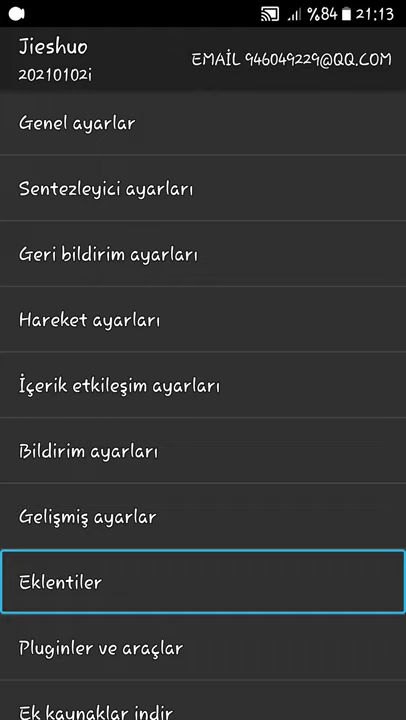 %84 21:13
Jieshuo
20210102i
EMAİL 946049229@QQ.COM
Genel ayarlar
Sentezleyici ayarları
Geri bildirim ayarları
Hareket ayarları
İçerik etkileşim ayarları
Bildirim ayarları
Gelişmiş ayarlar
Eklentiler
Pluginler ve araçlar
Ek kaynaklar indir